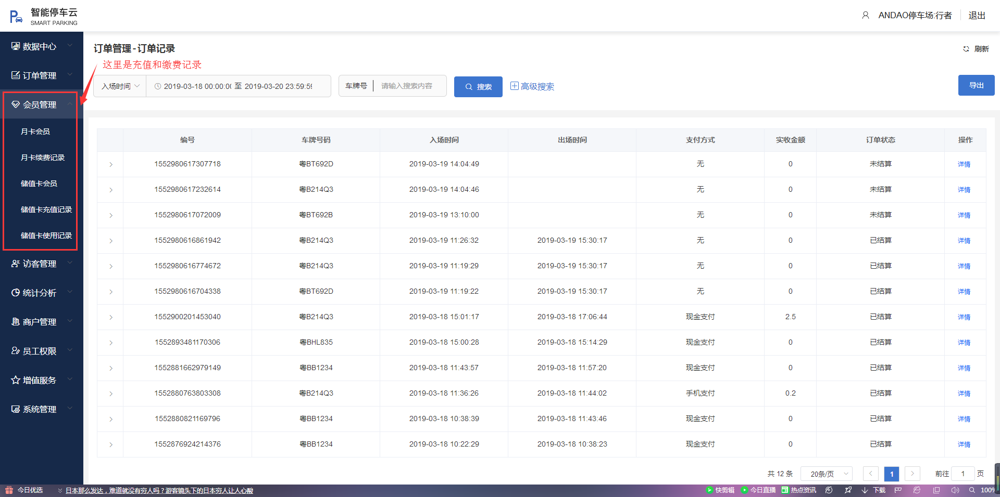 智能停车云
SMART PARKING
ANDAO停车场:行者
退出
数据中心
订单管理
会员管理
月卡会员
月卡续费记录
储值卡会员
储值卡充值记录
储值卡使用记录
访客管理
统计分析
商户管理
员工权限
增值服务
系统管理
订单管理-订单记录
刷新
这里是充值和缴费记录
入场时间 2019-03-18 00:00:00 至 2019-03-20 23:59:59 车牌号 请输入搜索内容 搜索 高级搜索 导出
编号 车牌号码 入场时间 出场时间 支付方式 实收金额 订单状态 操作
1552980617307718 粤BT692D 2019-03-19 14:04:49 无 0 未结算 详情
1552980617232614 粤B214Q3 2019-03-19 14:04:46 无 0 未结算 详情
1552980617072009 粤BT692B 2019-03-19 13:10:00 无 0 未结算 详情
1552980616861942 粤B214Q3 2019-03-19 11:26:32 2019-03-19 15:30:17 无 0 已结算 详情
1552980616774672 粤B214Q3 2019-03-19 11:19:29 2019-03-19 15:30:17 无 0 已结算 详情
1552980616704338 粤BT692D 2019-03-19 11:19:22 2019-03-19 15:30:17 无 0 已结算 详情
1552900201453040 粤B214Q3 2019-03-18 15:01:17 2019-03-18 17:06:44 现金支付 2.5 已结算 详情
1552893481170306 粤BHL835 2019-03-18 15:00:28 2019-03-18 15:14:29 现金支付 0 已结算 详情
1552881662979149 粤BB1234 2019-03-18 11:43:57 2019-03-18 11:57:20 现金支付 0 已结算 详情
1552880763803308 粤B214Q3 2019-03-18 11:36:26 2019-03-18 11:44:02 手机支付 0.2 已结算 详情
1552880821169796 粤BB1234 2019-03-18 10:38:39 2019-03-18 11:43:46 现金支付 0 已结算 详情
1552876924214376 粤BB1234 2019-03-18 10:22:29 2019-03-18 10:38:23 现金支付 0 已结算 详情
共 12 条 20条/页 1 前往 1 页
今日优选 日本那么发达，难道就没有穷人吗？游客镜头下的日本穷人让人心酸 快剪辑 今日直播 热点资讯 下载 100%